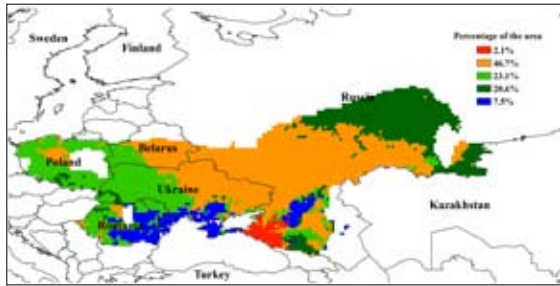 Sweden
Finland
Percentage of the area
2.1%
46.7%
23.1%
20.6%
7.5%
Russia
Belarus
Poland
Ukraine
Romania
Kazakhstan
Turkey